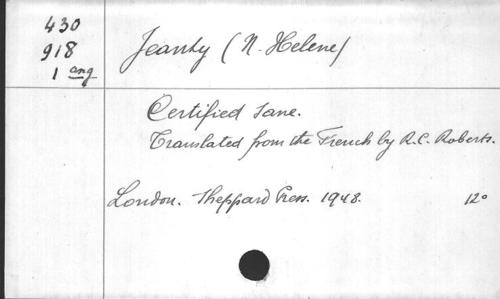 430
918
1 ang
Jeanty (N. Helene)
Certified sane.
Translated from the French by R.C. Roberts.
London. Sheppard Press. 1948. 12°